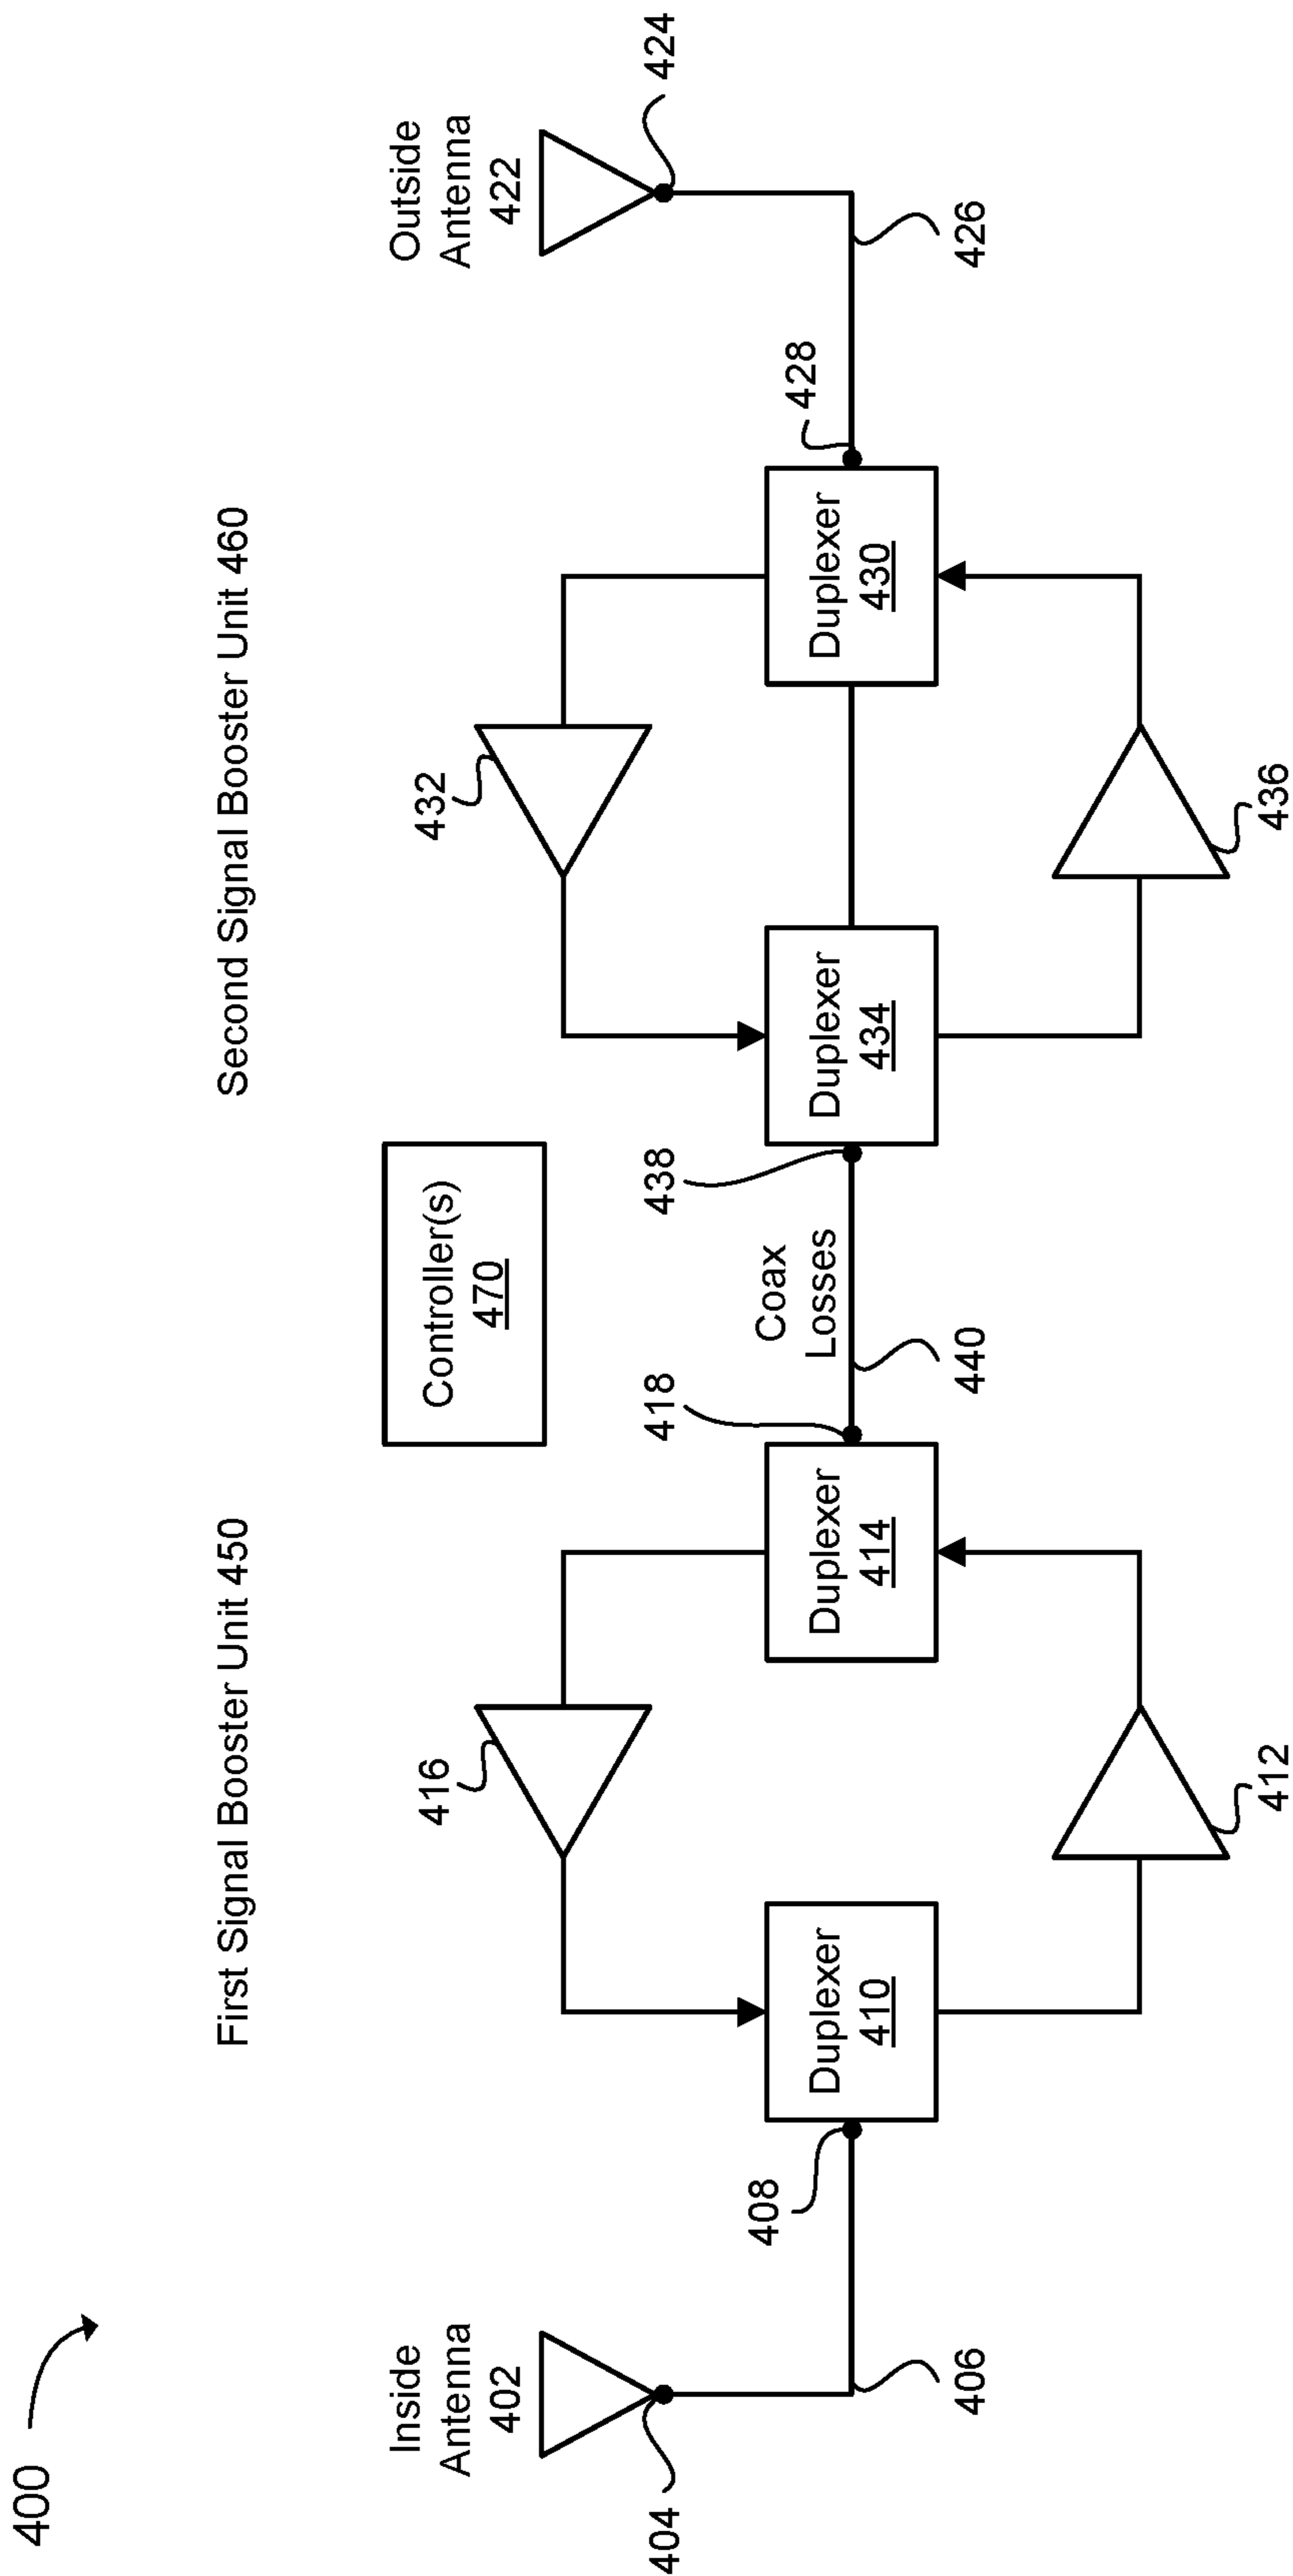 400
First Signal Booster Unit 450
Second Signal Booster Unit 460
Inside
Antenna
402
404
406
408
Duplexer
410
416
412
Duplexer
414
418
Controller(s)
470
Coax
Losses
440
438
Duplexer
434
432
436
Duplexer
430
428
426
Outside
Antenna
422
424